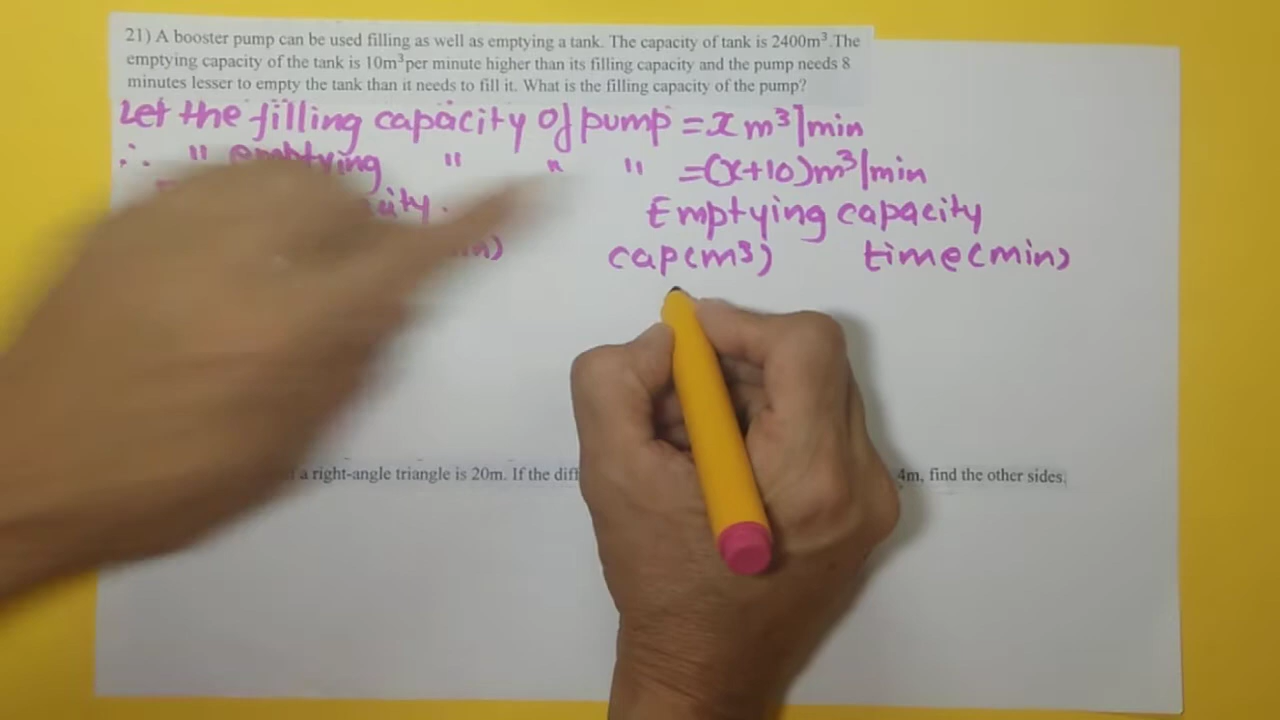 21) A booster pump can be used filling as well as emptying a tank. The capacity of tank is 2400m³.The
emptying capacity of the tank is 10m³per minute higher than its filling capacity and the pump needs 8
minutes lesser to empty the tank than it needs to fill it. What is the filling capacity of the pump?
Let the filling capacity of pump = x m³/min
∴ " emptying " " " = (x+10)m³/min
Emptying capacity
cap(m³) time(min)
a right-angle triangle is 20m. If the 4m, find the other sides.